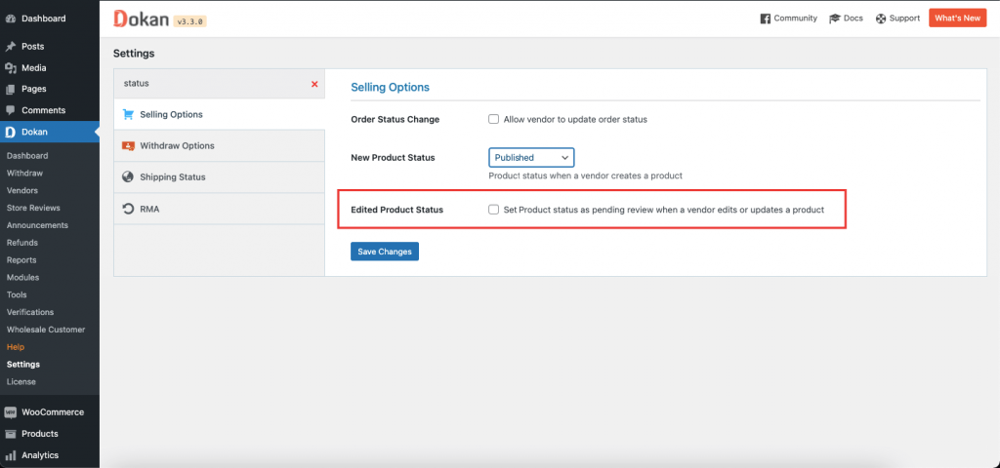 Dashboard
Posts
Media
Pages
Comments
Dokan
Dashboard
Withdraw
Vendors
Store Reviews
Announcements
Refunds
Reports
Modules
Tools
Verifications
Wholesale Customer
Help
Settings
License
WooCommerce
Products
Analytics
Dokan v3.3.0
Community Docs Support What's New
Settings
status
Selling Options
Withdraw Options
Shipping Status
RMA
Selling Options
Order Status Change Allow vendor to update order status
New Product Status Published
Product status when a vendor creates a product
Edited Product Status Set Product status as pending review when a vendor edits or updates a product
Save Changes